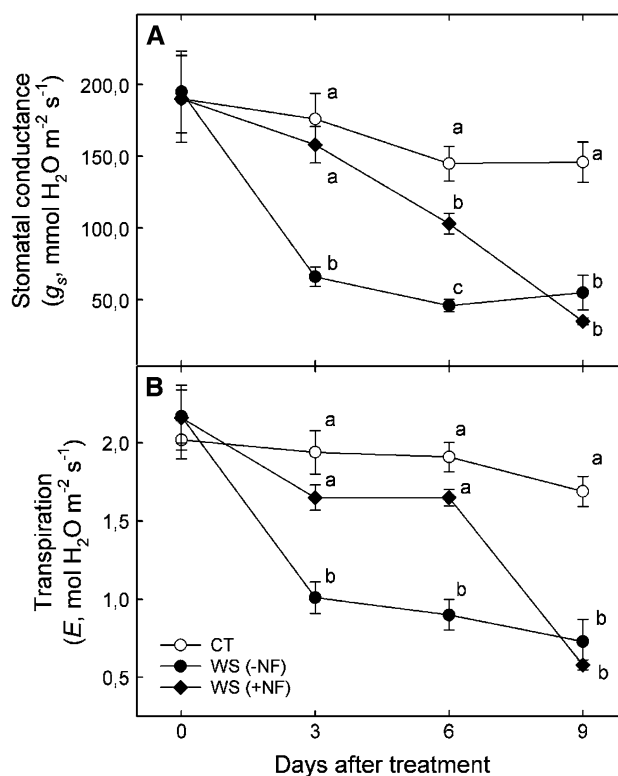 A
Stomatal conductance
(gs, mmol H2O m-2 s-1)
200,0
150,0
100,0
50,0
a
a
b
a
b
c
a
b
b
B
Transpiration
(E, mol H2O m-2 s-1)
2,0
1,5
1,0
0,5
a
a
b
a
a
b
a
b
b
CT
WS (-NF)
WS (+NF)
0 3 6 9
Days after treatment